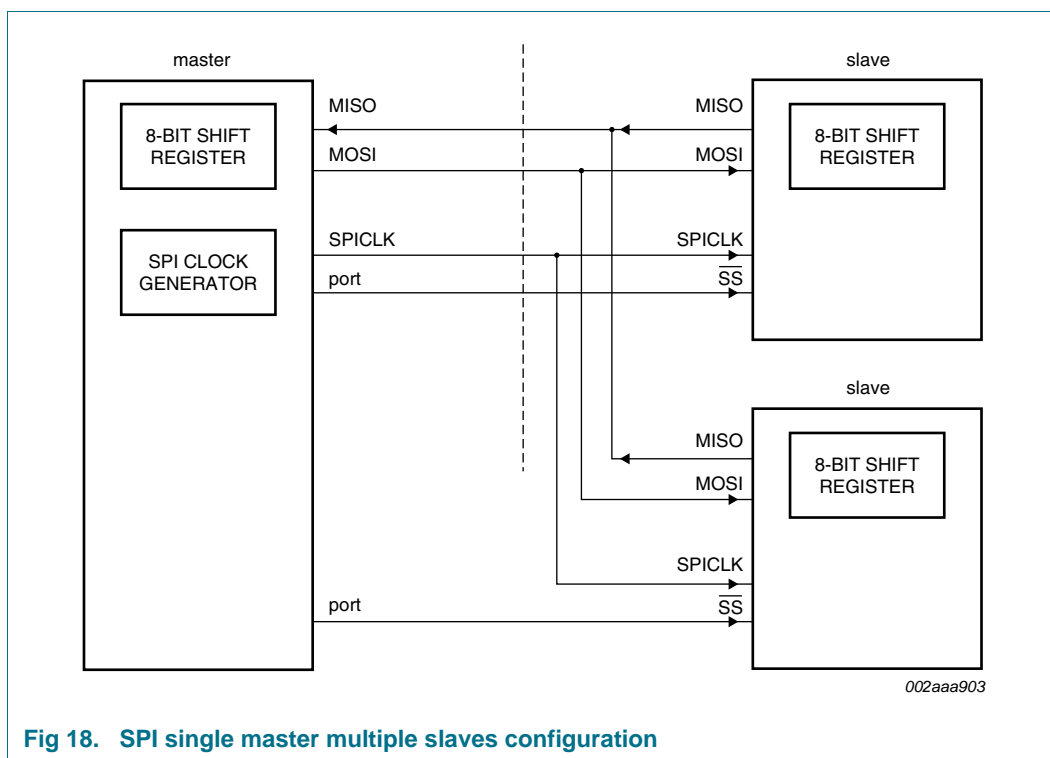 master
slave
8-BIT SHIFT
REGISTER
MISO
MISO
8-BIT SHIFT
REGISTER
MOSI
MOSI
SPI CLOCK
GENERATOR
SPICLK
SPICLK
port
SS
slave
MISO
8-BIT SHIFT
REGISTER
MOSI
SPICLK
port
SS
002aaa903
Fig 18. SPI single master multiple slaves configuration